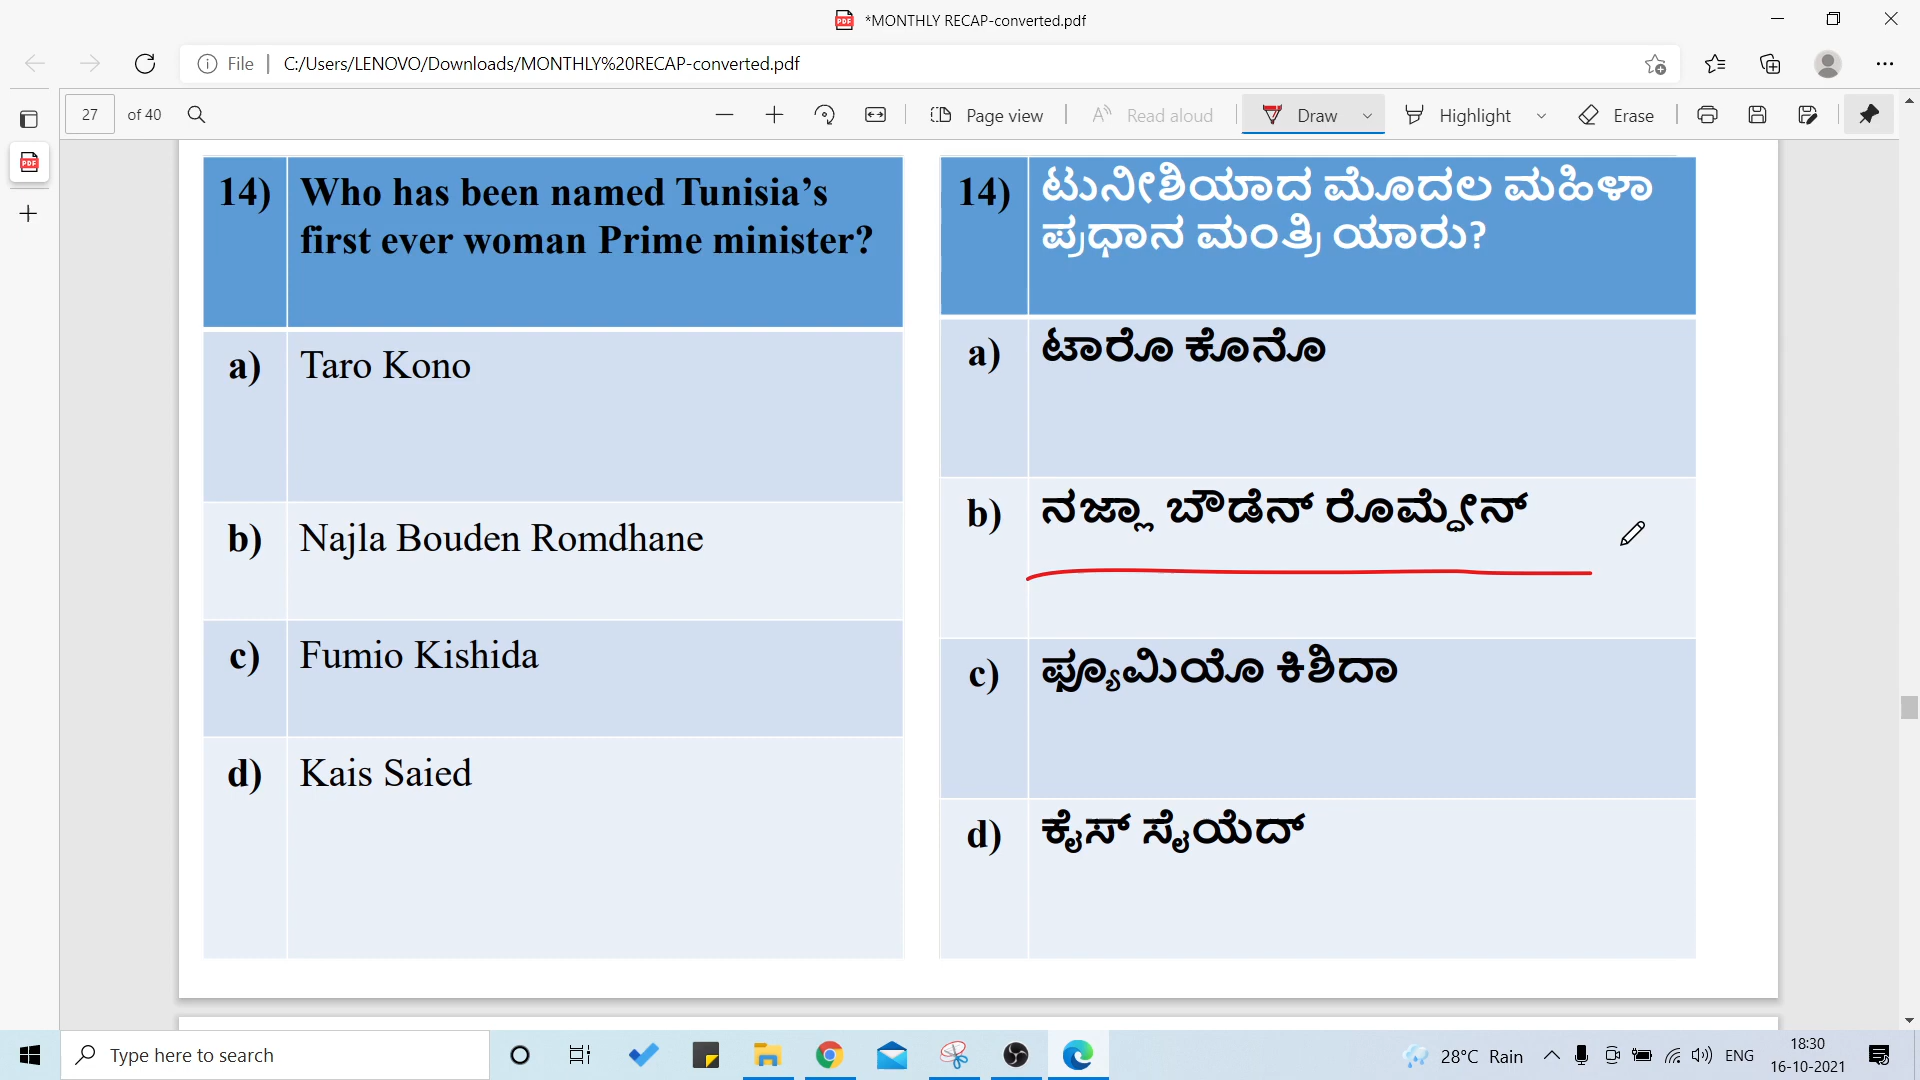 *MONTHLY RECAP-converted.pdf
File | C:/Users/LENOVO/Downloads/MONTHLY%20RECAP-converted.pdf
27 of 40 Page view Read aloud Draw Highlight Erase
14) Who has been named Tunisia’s
first ever woman Prime minister?
a) Taro Kono
b) Najla Bouden Romdhane
c) Fumio Kishida
d) Kais Saied
14) ಟುನೀಶಿಯಾದ ಮೊದಲ ಮಹಿಳಾ
ಪ್ರಧಾನ ಮಂತ್ರಿ ಯಾರು?
a) ಟಾರೊ ಕೊನೊ
b) ನಜ್ಲಾ ಬೌಡೆನ್ ರೊಮ್ಧೇನ್
c) ಫ್ಯೂಮಿಯೊ ಕಿಶಿದಾ
d) ಕೈಸ್ ಸೈಯೆದ್
Type here to search
28°C Rain
ENG
18:30
16-10-2021